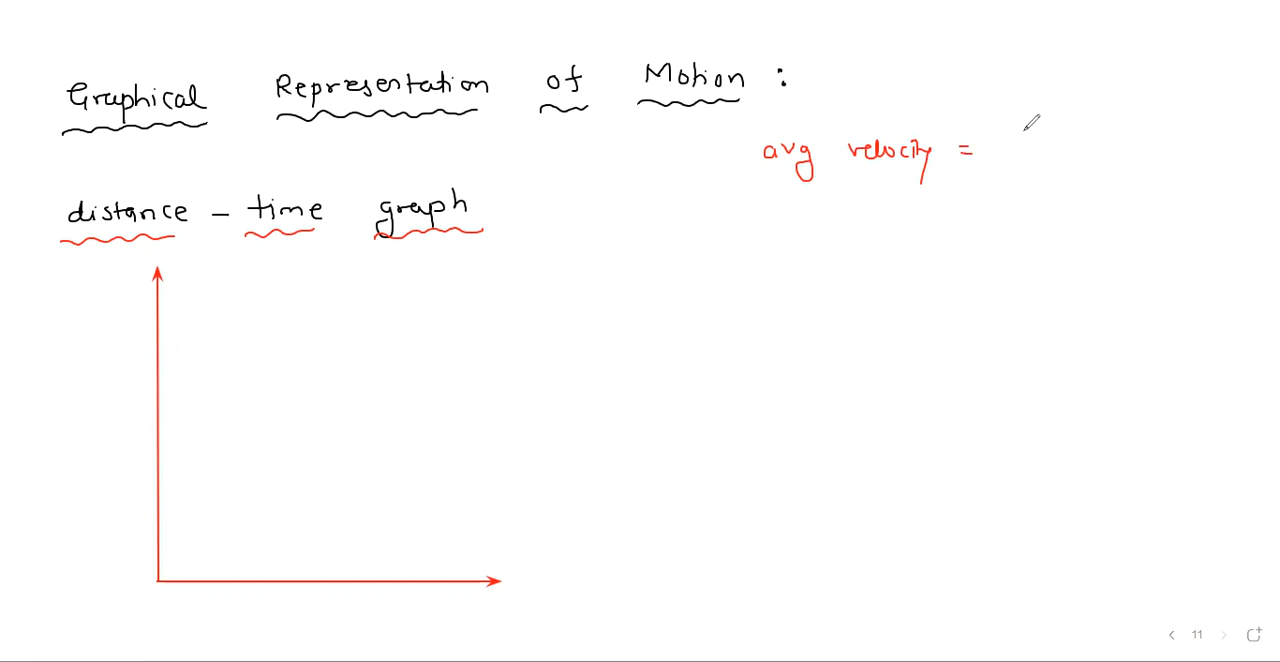 Graphical Representation of Motion :
avg velocity =
distance - time graph
11